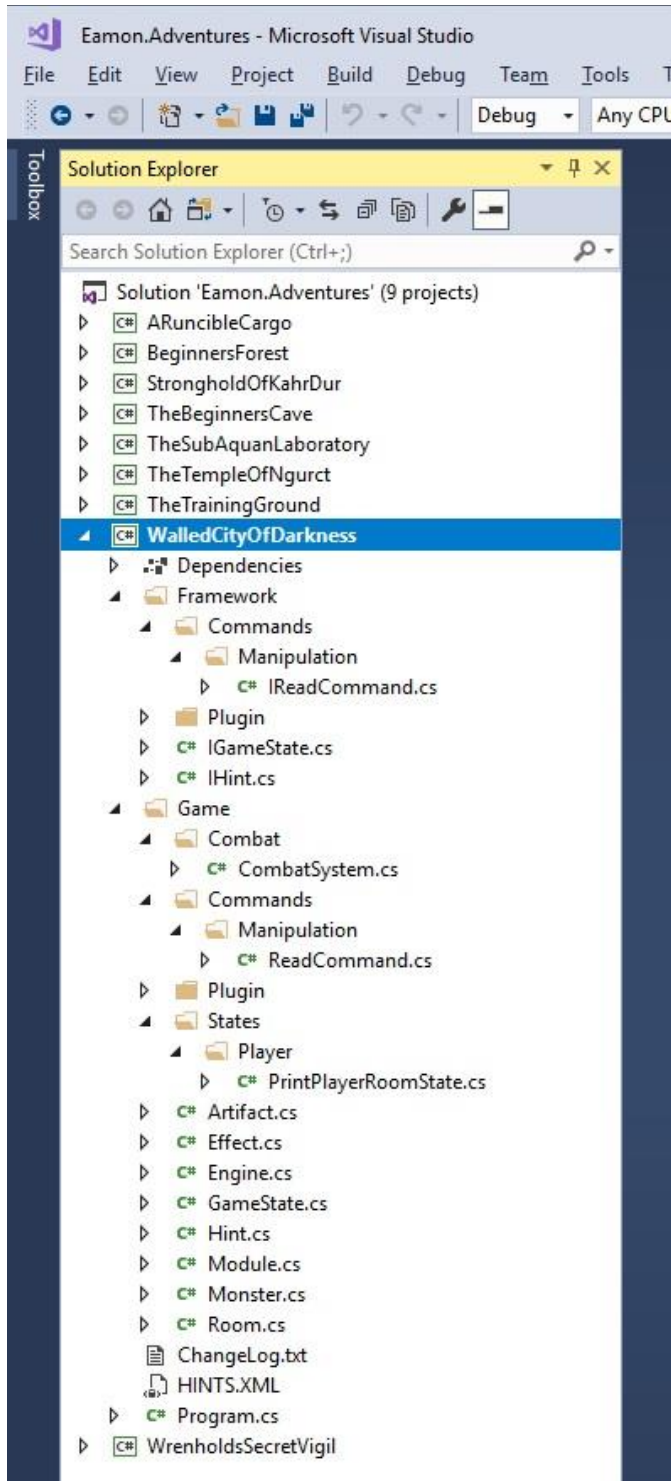 Eamon.Adventures - Microsoft Visual Studio
File Edit View Project Build Debug Team Tools T
Debug Any CPU
Toolbox
Solution Explorer
Search Solution Explorer (Ctrl+;)
Solution 'Eamon.Adventures' (9 projects)
C# ARuncibleCargo
C# BeginnersForest
C# StrongholdOfKahrDur
C# TheBeginnersCave
C# TheSubAquanLaboratory
C# TheTempleOfNgurct
C# TheTrainingGround
C# WalledCityOfDarkness
Dependencies
Framework
Commands
Manipulation
C# IReadCommand.cs
Plugin
C# IGameState.cs
C# IHint.cs
Game
Combat
C# CombatSystem.cs
Commands
Manipulation
C# ReadCommand.cs
Plugin
States
Player
C# PrintPlayerRoomState.cs
C# Artifact.cs
C# Effect.cs
C# Engine.cs
C# GameState.cs
C# Hint.cs
C# Module.cs
C# Monster.cs
C# Room.cs
ChangeLog.txt
HINTS.XML
C# Program.cs
C# WrenholdsSecretVigil